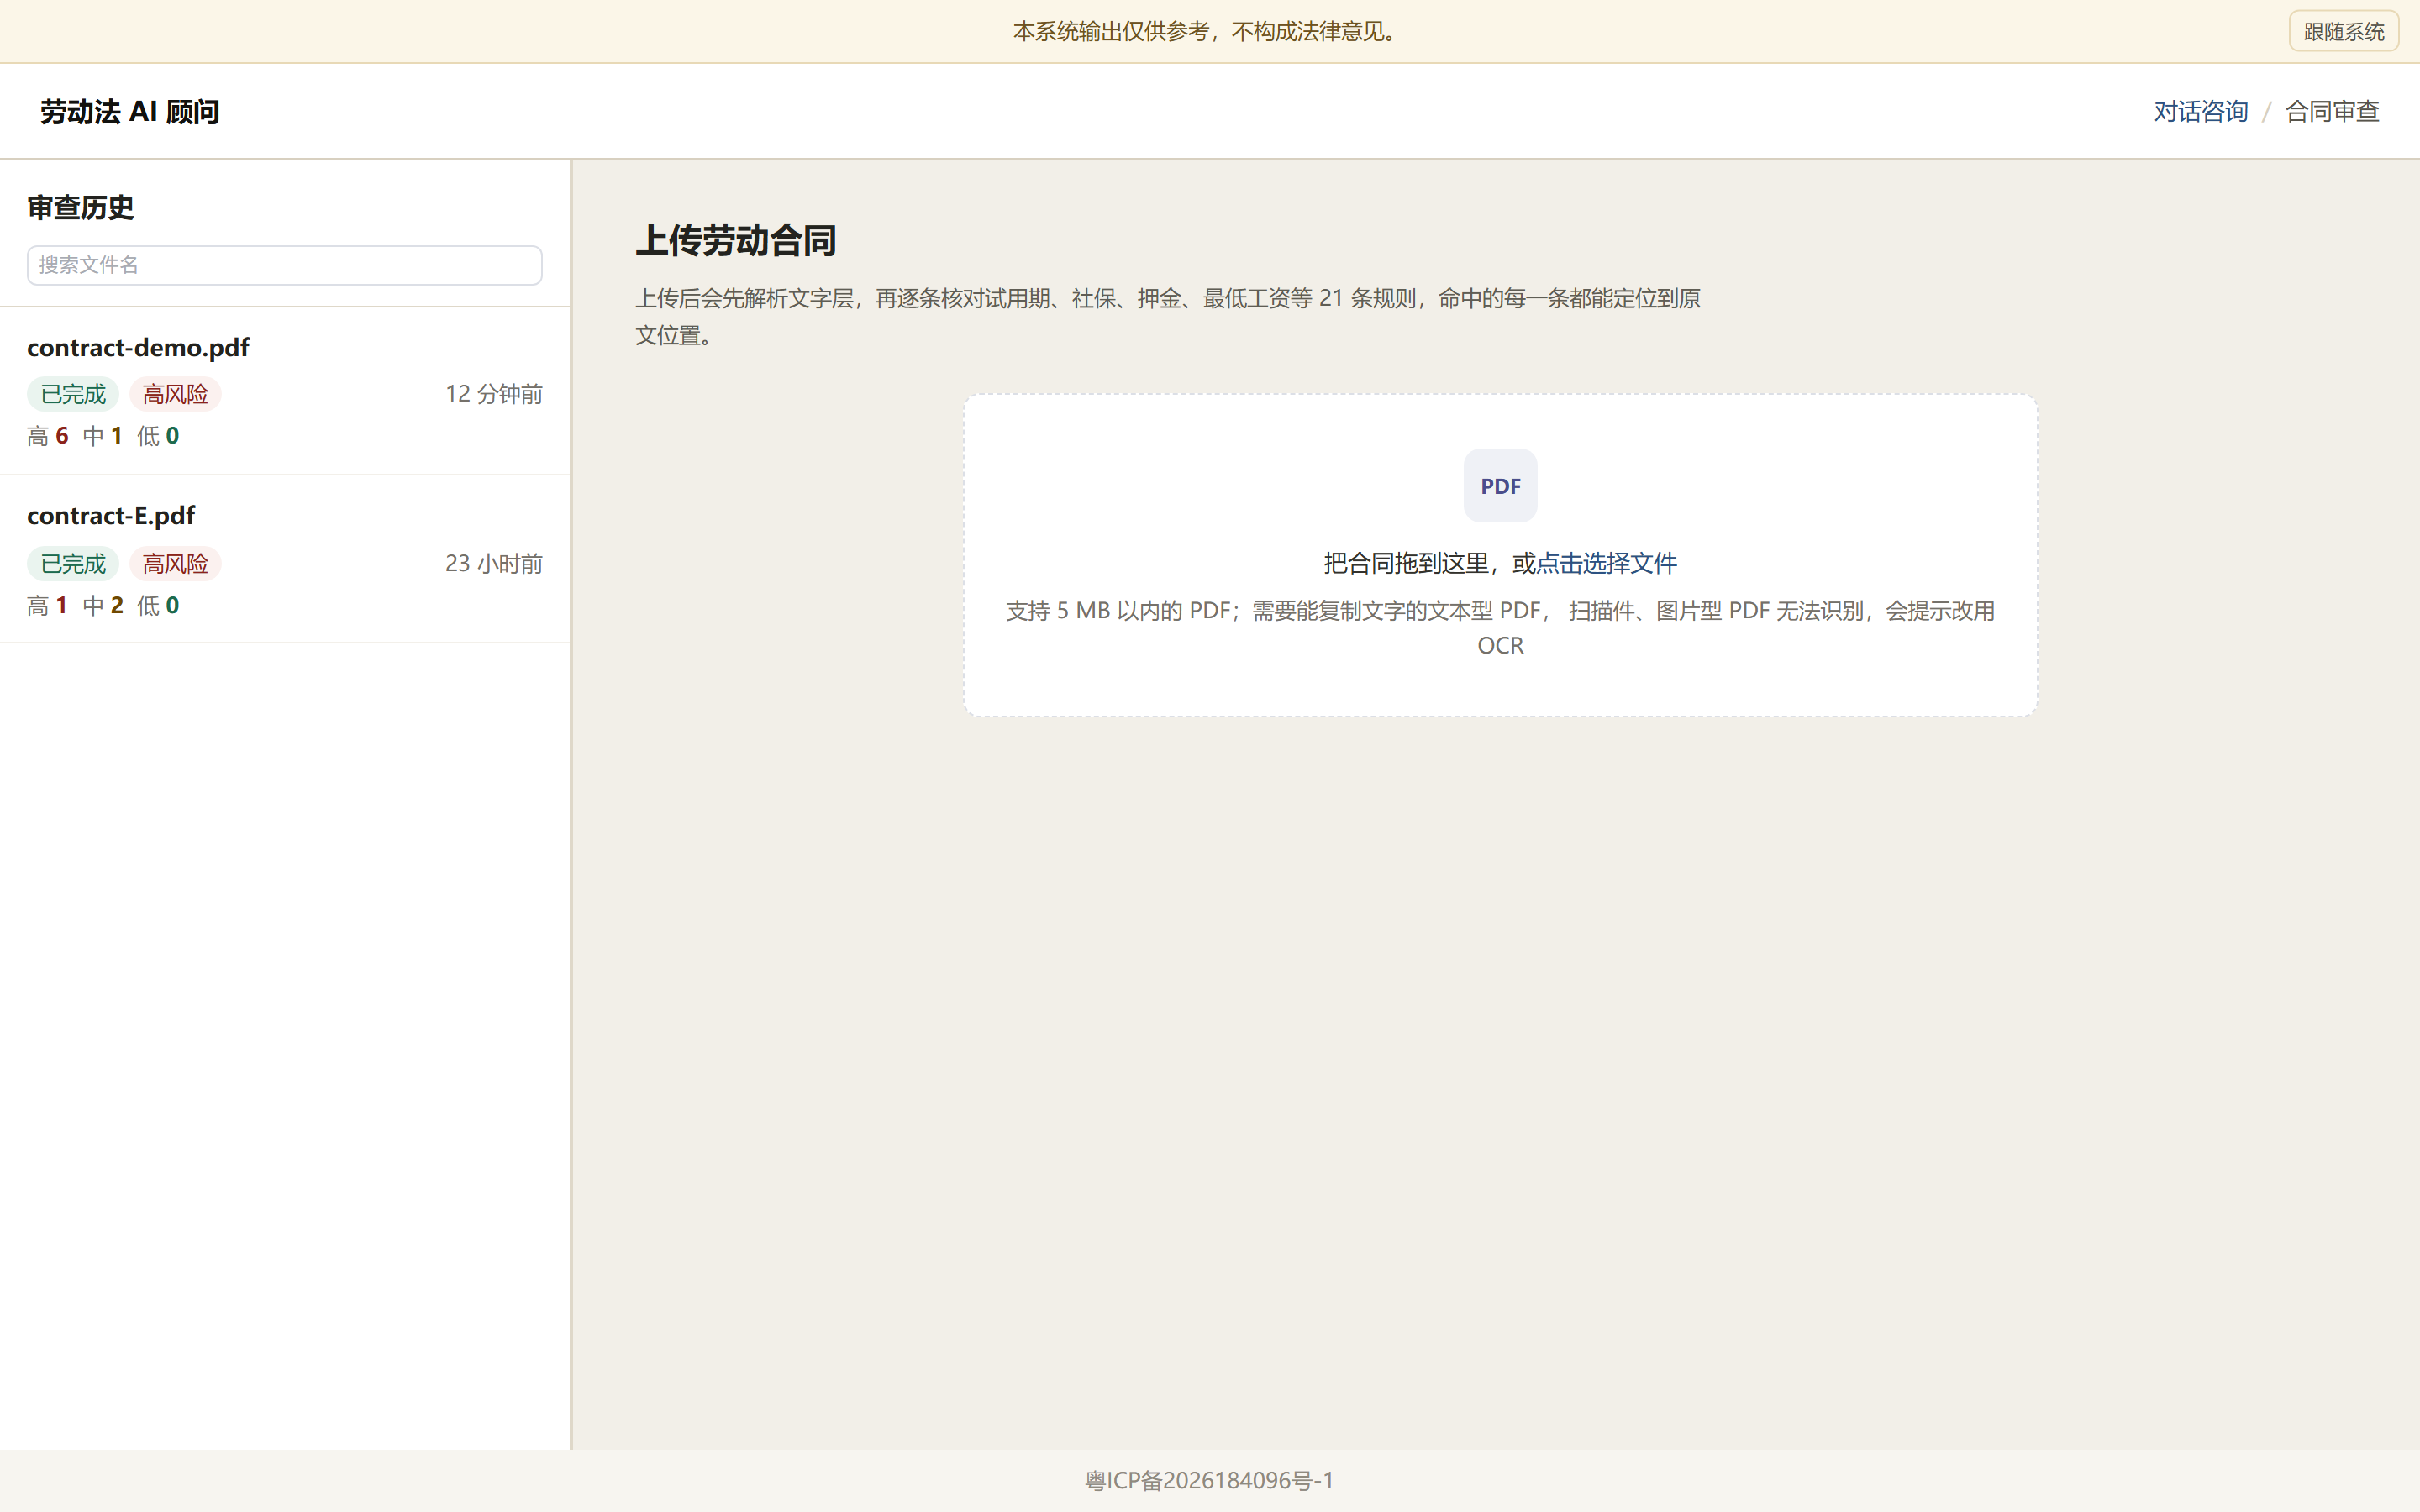 本系统输出仅供参考，不构成法律意见。
跟随系统
劳动法 AI 顾问
对话咨询 / 合同审查
审查历史
搜索文件名
contract-demo.pdf
已完成 高风险 12 分钟前
高 6 中 1 低 0
contract-E.pdf
已完成 高风险 23 小时前
高 1 中 2 低 0
上传劳动合同
上传后会先解析文字层，再逐条核对试用期、社保、押金、最低工资等 21 条规则，命中的每一条都能定位到原
文位置。
PDF
把合同拖到这里，或点击选择文件
支持 5 MB 以内的 PDF；需要能复制文字的文本型 PDF， 扫描件、图片型 PDF 无法识别，会提示改用
OCR
粤ICP备2026184096号-1